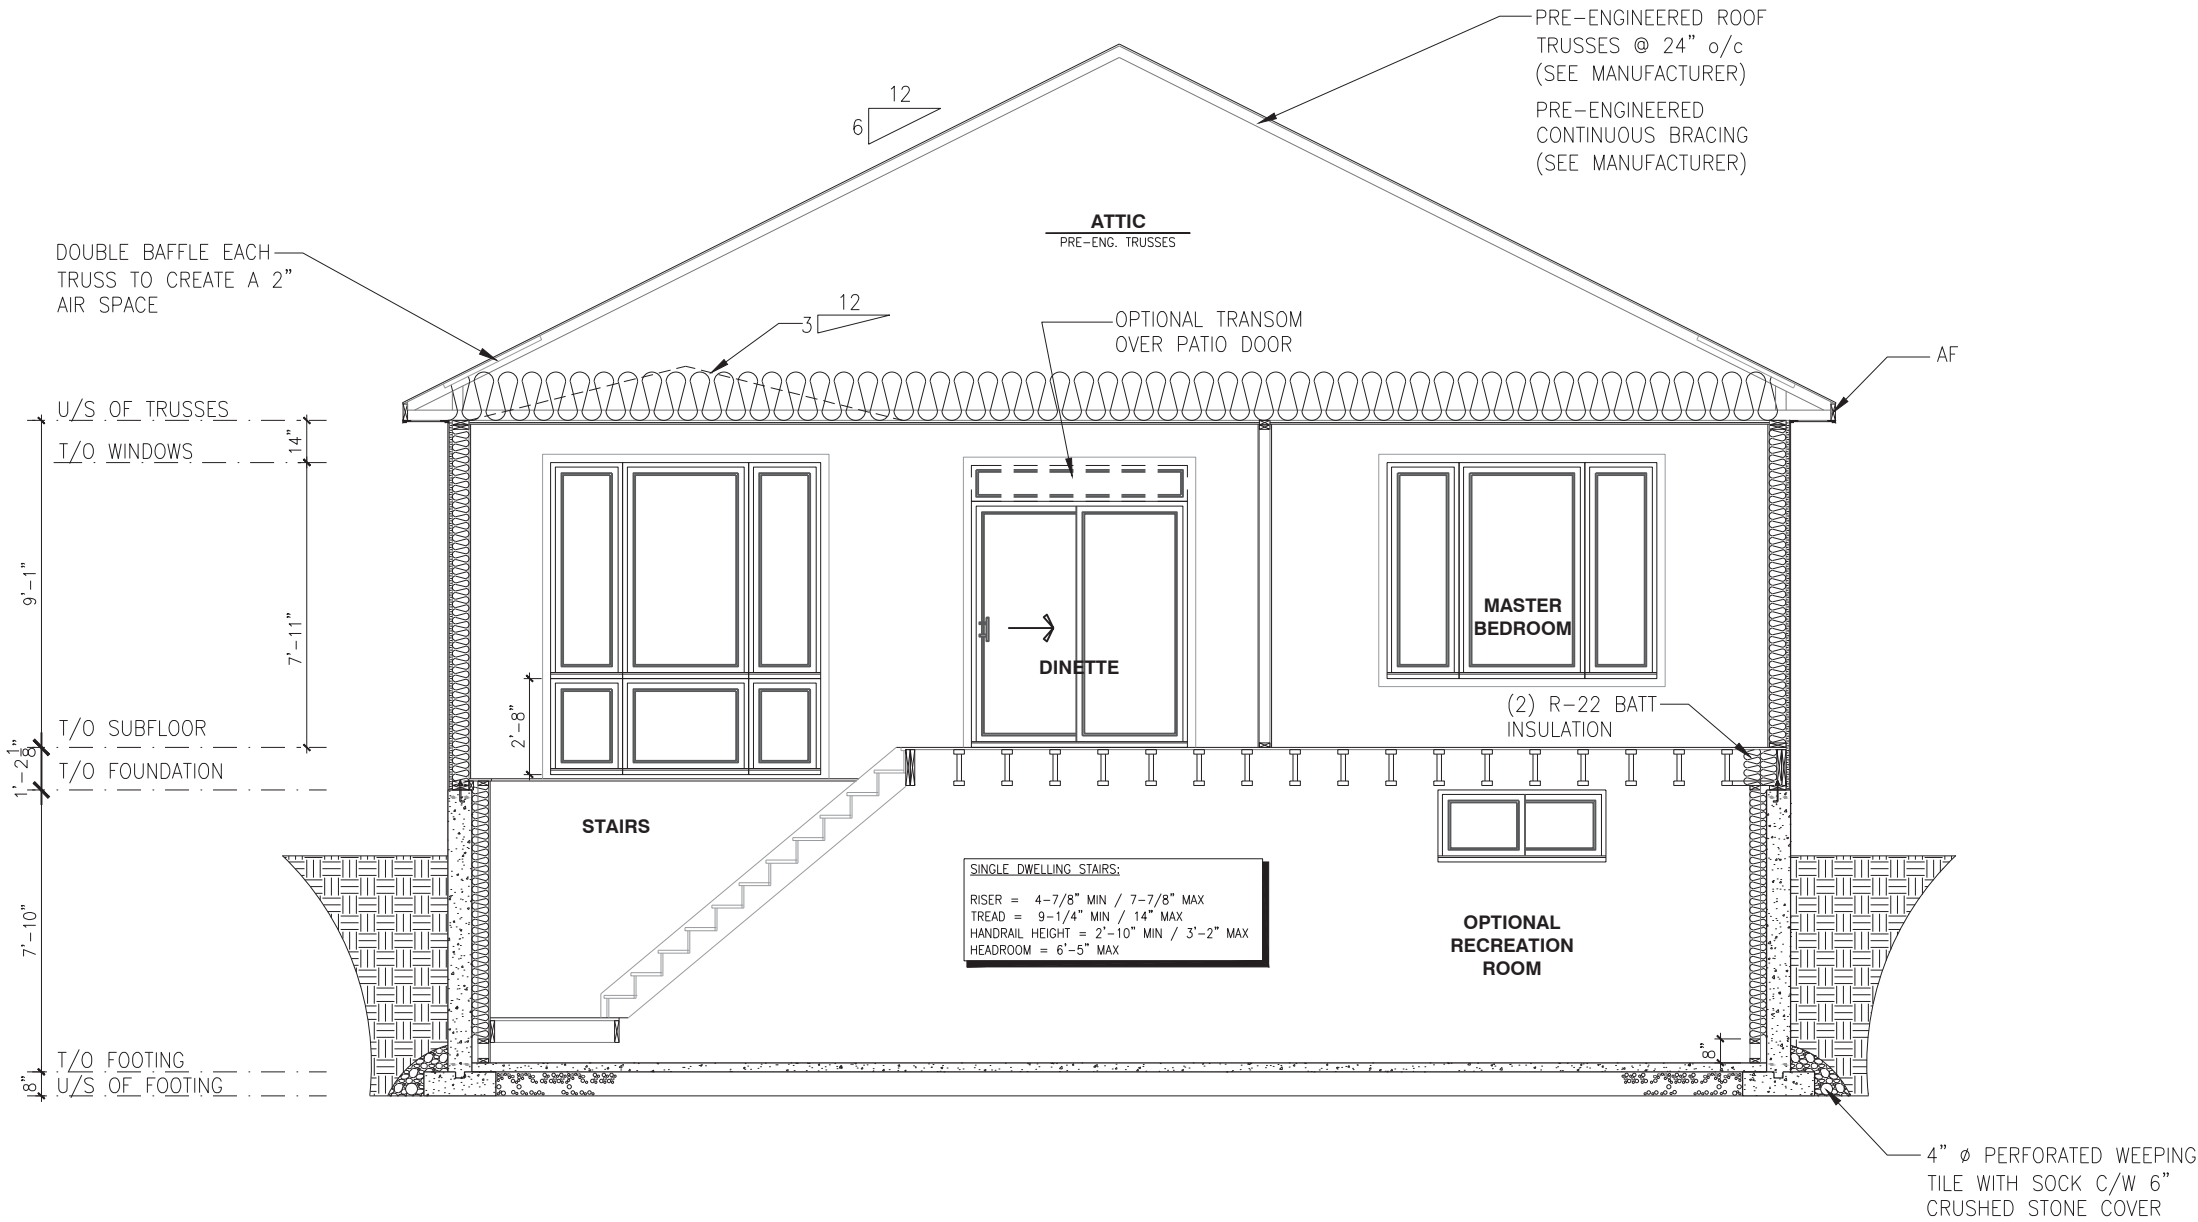 PRE-ENGINEERED ROOF
TRUSSES @ 24" o/c
(SEE MANUFACTURER)
PRE-ENGINEERED
CONTINUOUS BRACING
(SEE MANUFACTURER)
12
6
ATTIC
PRE-ENG. TRUSSES
DOUBLE BAFFLE EACH
TRUSS TO CREATE A 2"
AIR SPACE
12
3
OPTIONAL TRANSOM
OVER PATIO DOOR
AF
U/S OF TRUSSES
14"
T/O WINDOWS
9'-1"
7'-11"
MASTER
BEDROOM
DINETTE
(2) R-22 BATT
INSULATION
2'-8"
T/O SUBFLOOR
T/O FOUNDATION
1'-2 1/8"
STAIRS
SINGLE DWELLING STAIRS:
RISER = 4-7/8" MIN / 7-7/8" MAX
TREAD = 9-1/4" MIN / 14" MAX
HANDRAIL HEIGHT = 2'-10" MIN / 3'-2" MAX
HEADROOM = 6'-5" MAX
OPTIONAL
RECREATION
ROOM
7'-10"
8"
T/O FOOTING
8"
U/S OF FOOTING
4" ø PERFORATED WEEPING
TILE WITH SOCK C/W 6"
CRUSHED STONE COVER